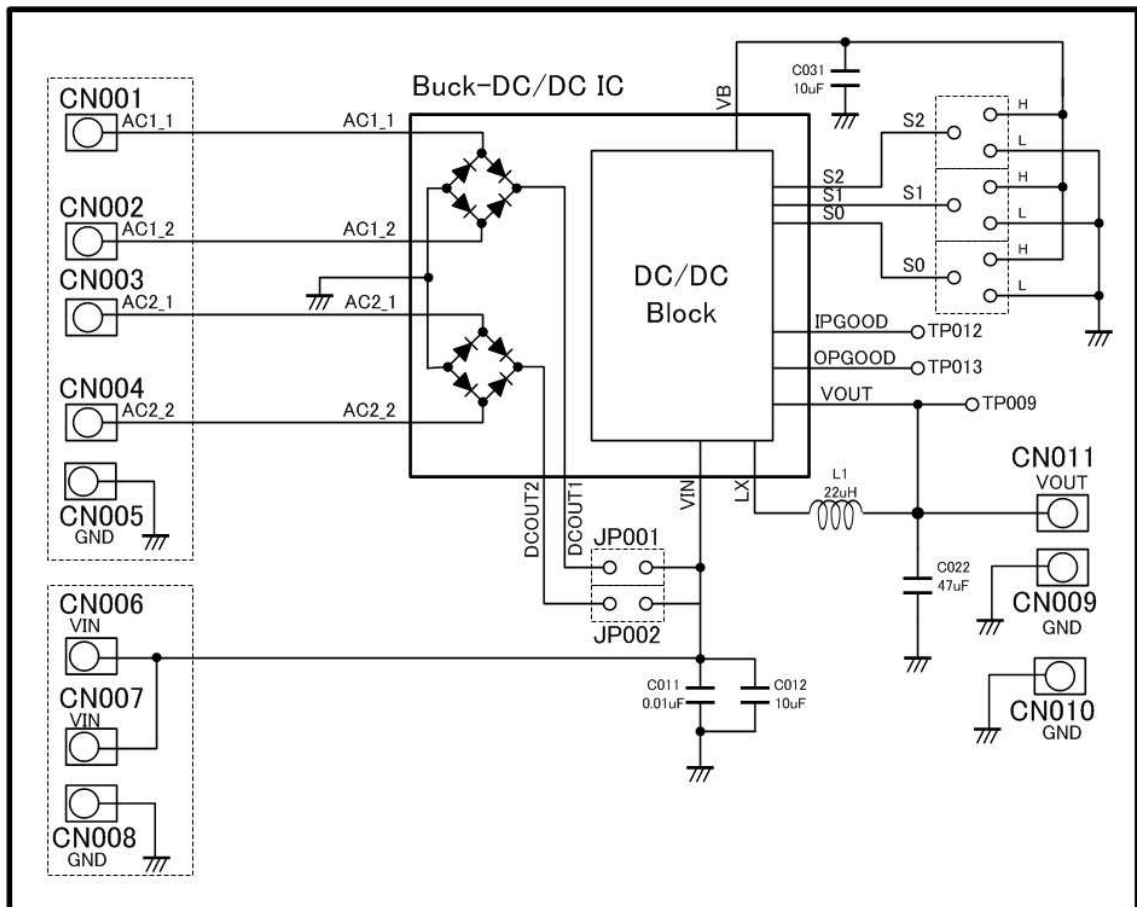 Buck-DC/DC IC
CN001
AC1_1
AC1_1
CN002
AC1_2
AC1_2
CN003
AC2_1
AC2_1
CN004
AC2_2
AC2_2
CN005
GND
CN006
VIN
CN007
VIN
CN008
GND
DC/DC
Block
VB
C031
10uF
S2
S1
S0
S2
S1
S0
H
L
H
L
H
L
IPGOOD
TP012
OPGOOD
TP013
VOUT
TP009
DCOUT2
DCOUT1
VIN
LX
L1
22uH
JP001
JP002
C011
0.01uF
C012
10uF
C022
47uF
CN011
VOUT
CN009
GND
CN010
GND